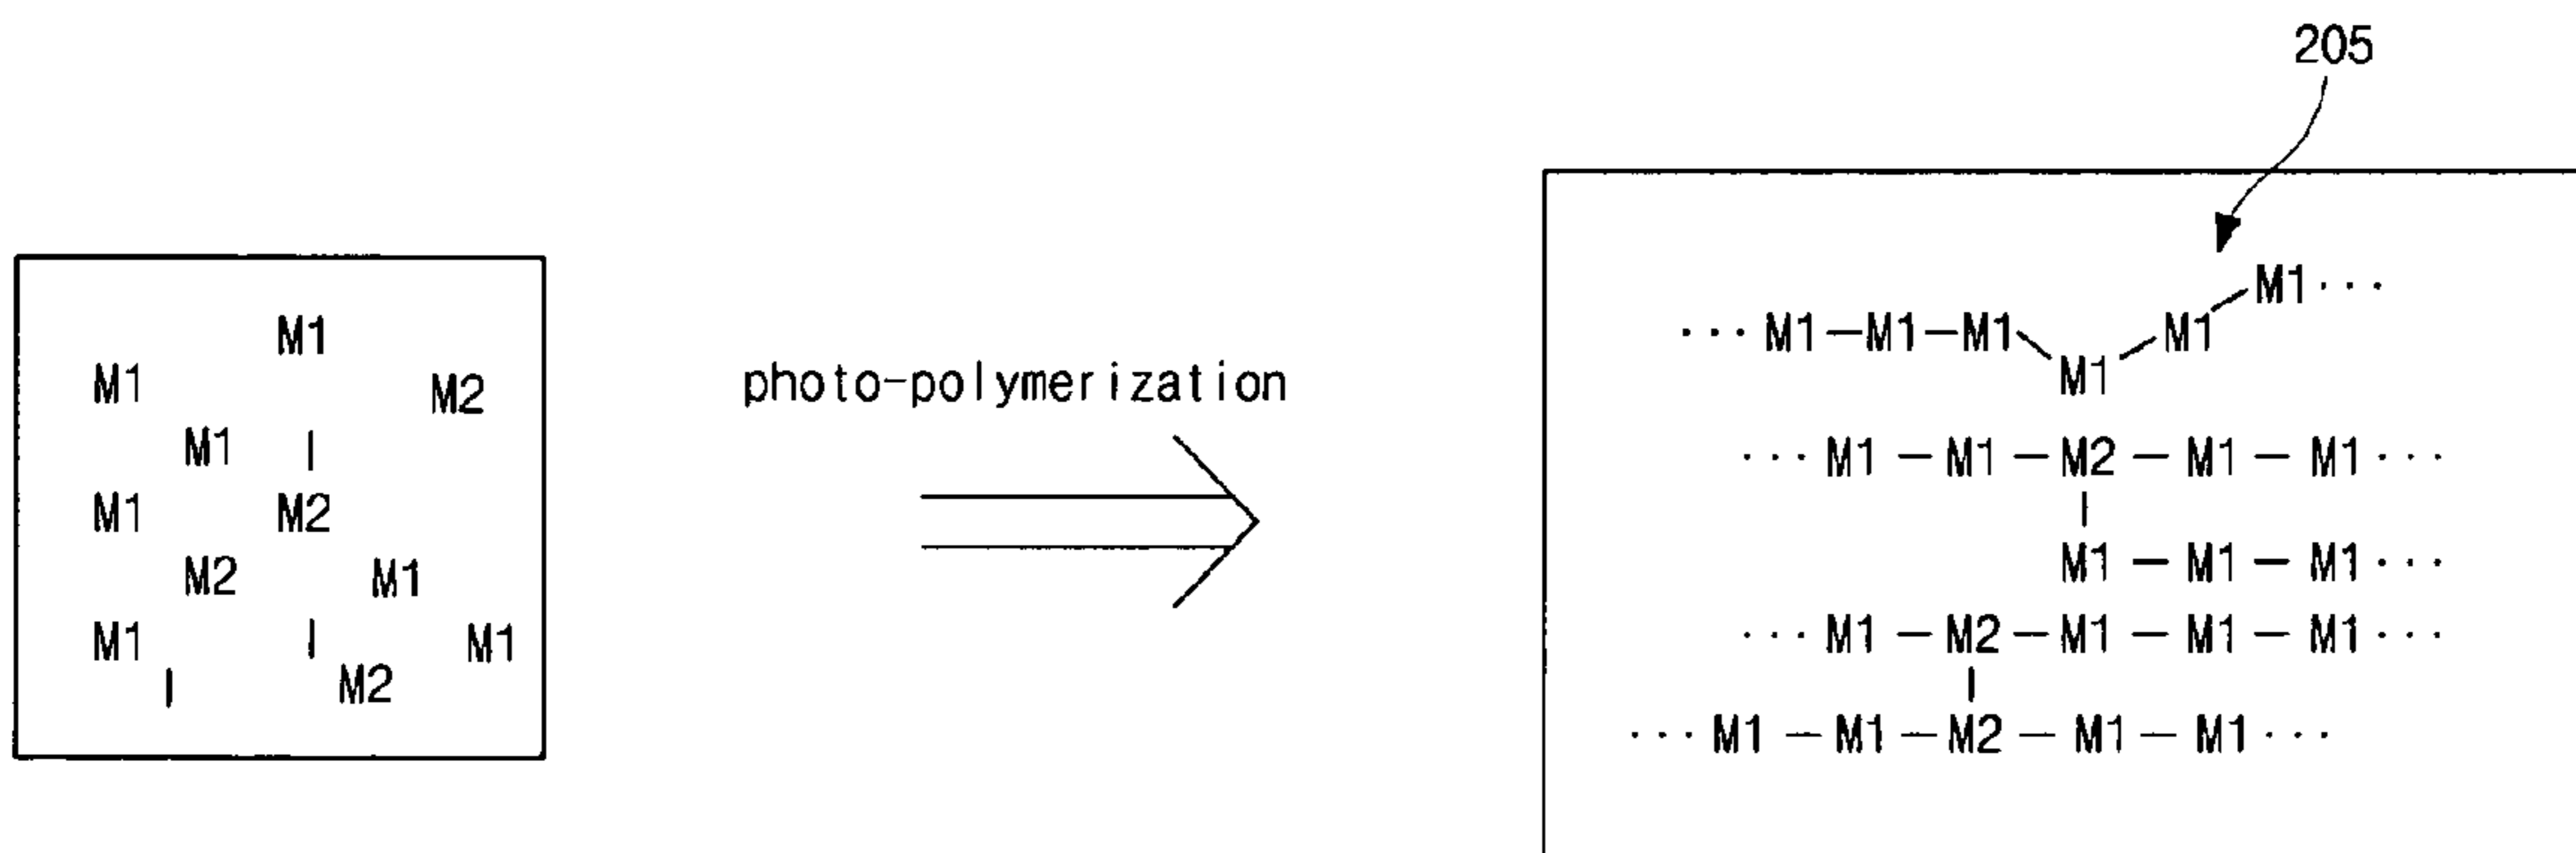 205
M1
M1 M2
M1 I
M1 M2
M2 M1
M1 I M1
I M2
photo-polymerization
M1···
···M1—M1—M1 M1
M1
···M1—M1—M2—M1—M1···
M1—M1—M1···
···M1—M2—M1—M1—M1···
···M1—M1—M2—M1—M1···